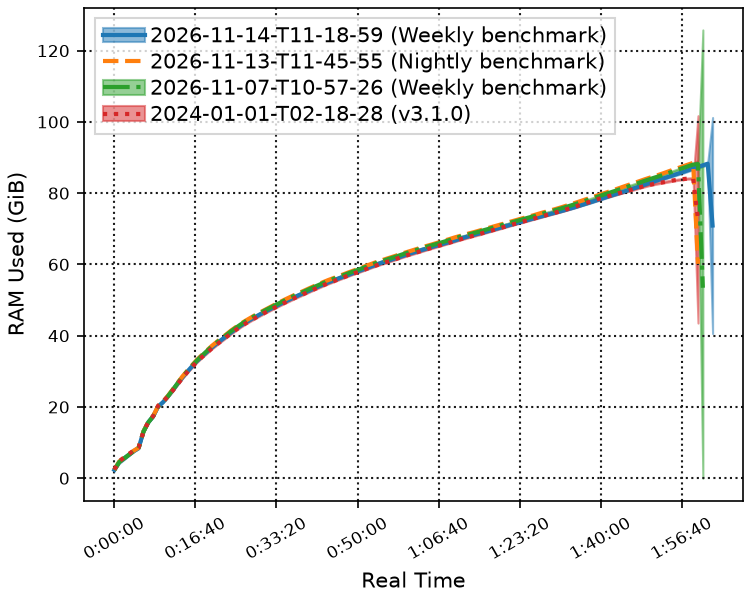 2026-11-14-T11-18-59 (Weekly benchmark)
2026-11-13-T11-45-55 (Nightly benchmark)
2026-11-07-T10-57-26 (Weekly benchmark)
2024-01-01-T02-18-28 (v3.1.0)
120
100
80
60
40
20
0
RAM Used (GiB)
0:00:00
0:16:40
0:33:20
0:50:00
1:06:40
1:23:20
1:40:00
1:56:40
Real Time